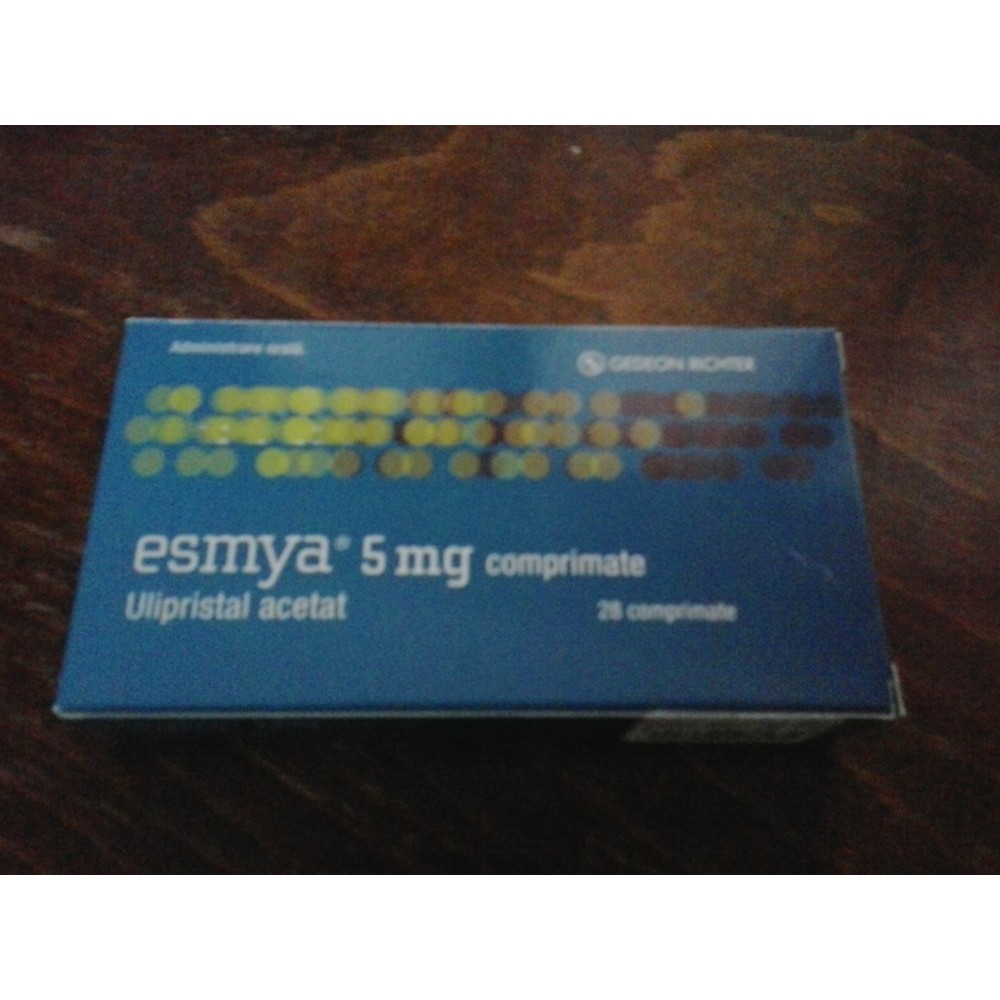 Administrare orală.
GEDEON RICHTER
esmya® 5 mg comprimate
Ulipristal acetat
28 comprimate